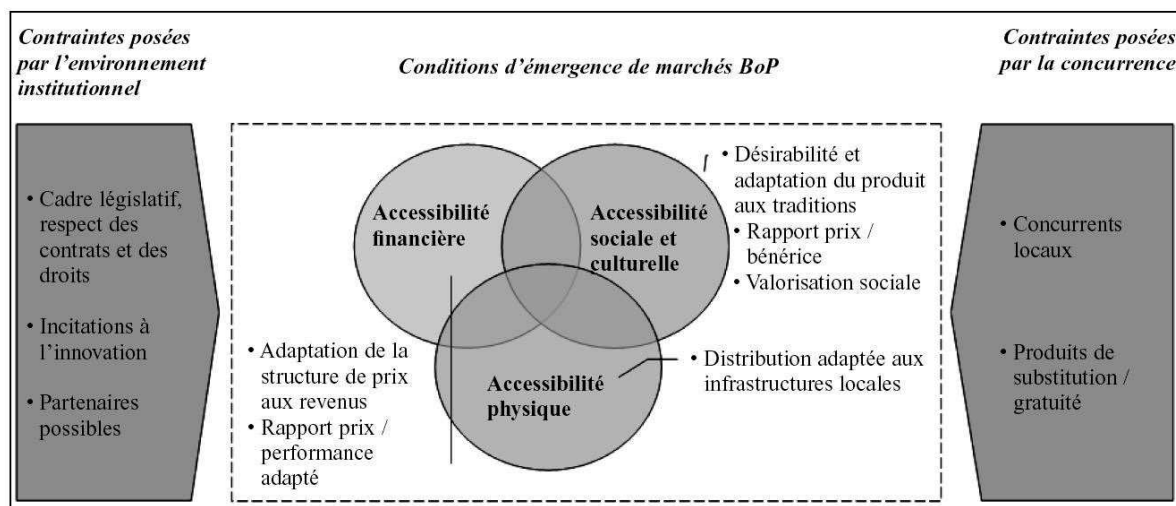 Contraintes posées
par l'environnement
institutionnel
Conditions d'émergence de marchés BoP
Contraintes posées
par la concurrence
• Cadre législatif,
respect des
contrats et des
droits
• Incitations à
l'innovation
• Partenaires
possibles
Accessibilité
financière
Accessibilité
sociale et
culturelle
Accessibilité
physique
• Désirabilité et
adaptation du produit
aux traditions
• Rapport prix /
bénérice
• Valorisation sociale
• Adaptation de la
structure de prix
aux revenus
• Rapport prix /
performance
adapté
• Distribution adaptée aux
infrastructures locales
• Concurrents
locaux
• Produits de
substitution /
gratuité